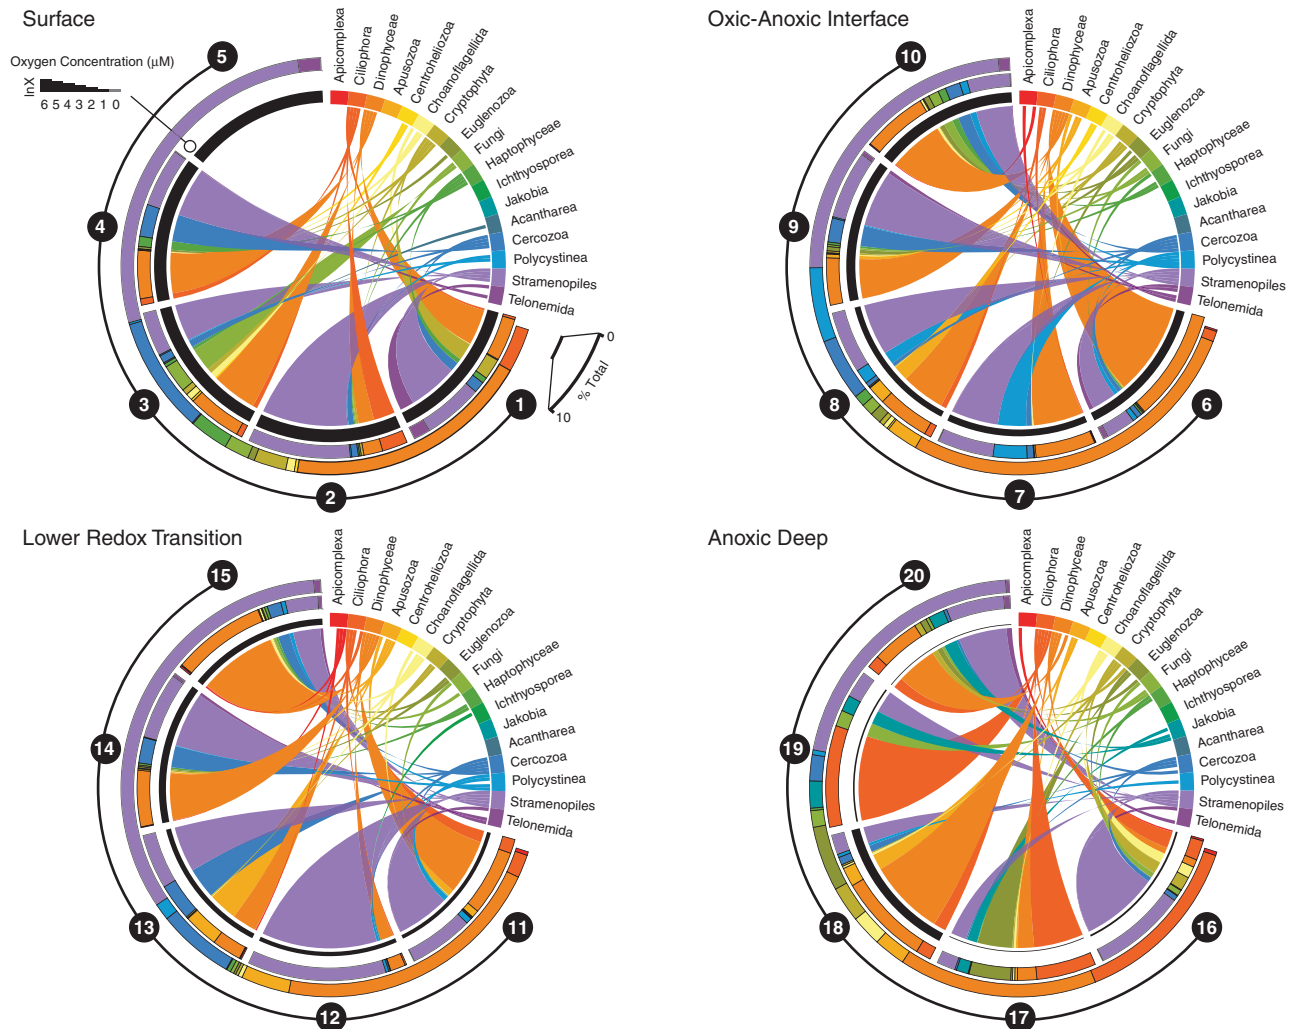 Surface
Oxygen Concentration (μM)
lnX
6 5 4 3 2 1 0
5
4
3
2
1
Apicomplexa
Ciliophora
Dinophyceae
Apusozoa
Centroheliozoa
Choanoflagellida
Cryptophyta
Euglenozoa
Fungi
Haptophyceae
Ichthyosporea
Jakobia
Acantharea
Cercozoa
Polycystinea
Stramenopiles
Telonemida
0
% Total
10
Oxic-Anoxic Interface
10
9
8
7
6
Apicomplexa
Ciliophora
Dinophyceae
Apusozoa
Centroheliozoa
Choanoflagellida
Cryptophyta
Euglenozoa
Fungi
Haptophyceae
Ichthyosporea
Jakobia
Acantharea
Cercozoa
Polycystinea
Stramenopiles
Telonemida
Lower Redox Transition
15
14
13
12
11
Apicomplexa
Ciliophora
Dinophyceae
Apusozoa
Centroheliozoa
Choanoflagellida
Cryptophyta
Euglenozoa
Fungi
Haptophyceae
Ichthyosporea
Jakobia
Acantharea
Cercozoa
Polycystinea
Stramenopiles
Telonemida
Anoxic Deep
20
19
18
17
16
Apicomplexa
Ciliophora
Dinophyceae
Apusozoa
Centroheliozoa
Choanoflagellida
Cryptophyta
Euglenozoa
Fungi
Haptophyceae
Ichthyosporea
Jakobia
Acantharea
Cercozoa
Polycystinea
Stramenopiles
Telonemida